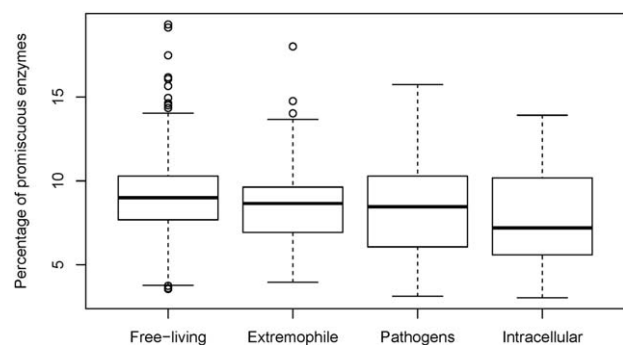 Percentage of promiscuous enzymes
15
10
5
Free−living Extremophile Pathogens Intracellular